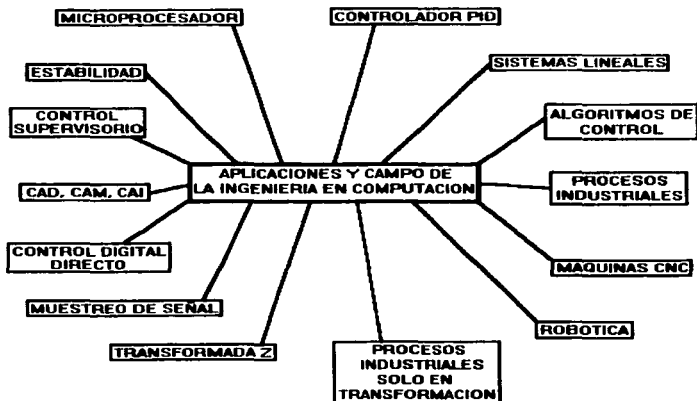 MICROPROCESADOR
CONTROLADOR PID
ESTABILIDAD
SISTEMAS LINEALES
CONTROL
SUPERVISORIO
ALGORITMOS DE
CONTROL
APLICACIONES Y CAMPO DE
LA INGENIERIA EN COMPUTACION
CAD, CAM, CAI
PROCESOS
INDUSTRIALES
CONTROL DIGITAL
DIRECTO
MAQUINAS CNC
MUESTREO DE SEÑAL
ROBOTICA
TRANSFORMADA Z
PROCESOS
INDUSTRIALES
SOLO EN
TRANSFORMACION